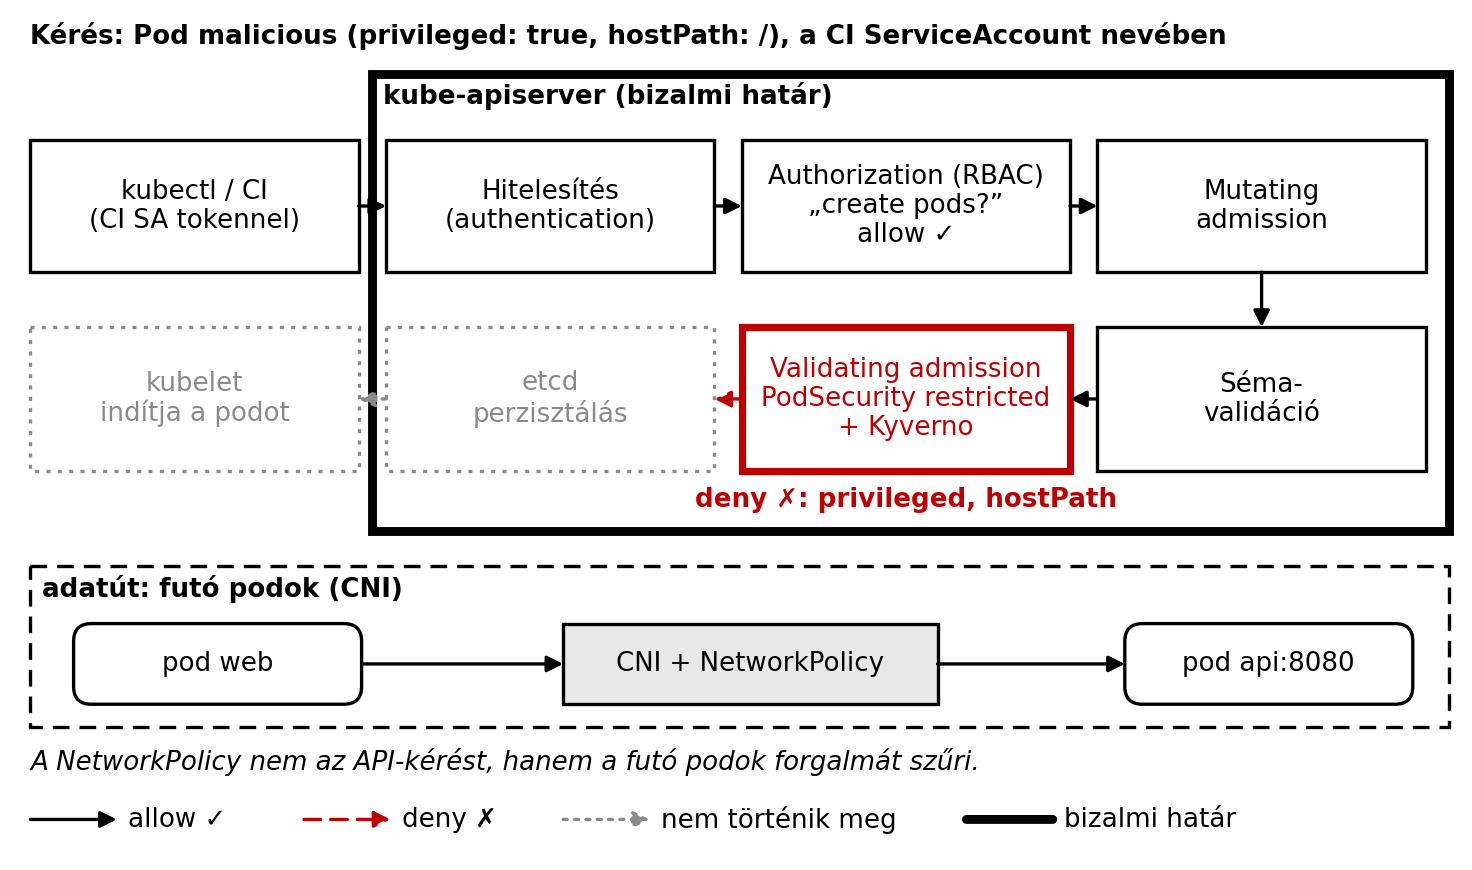 Kérés: Pod malicious (privileged: true, hostPath: /), a CI ServiceAccount nevében
kube-apiserver (bizalmi határ)
kubectl / CI
(CI SA tokennel)
Hitelesítés
(authentication)
Authorization (RBAC)
„create pods?”
allow ✓
Mutating
admission
kubelet
indítja a podot
etcd
perzisztálás
Validating admission
PodSecurity restricted
+ Kyverno
Séma-
validáció
deny ✗: privileged, hostPath
adatút: futó podok (CNI)
pod web
CNI + NetworkPolicy
pod api:8080
A NetworkPolicy nem az API-kérést, hanem a futó podok forgalmát szűri.
allow ✓
deny ✗
nem történik meg
bizalmi határ